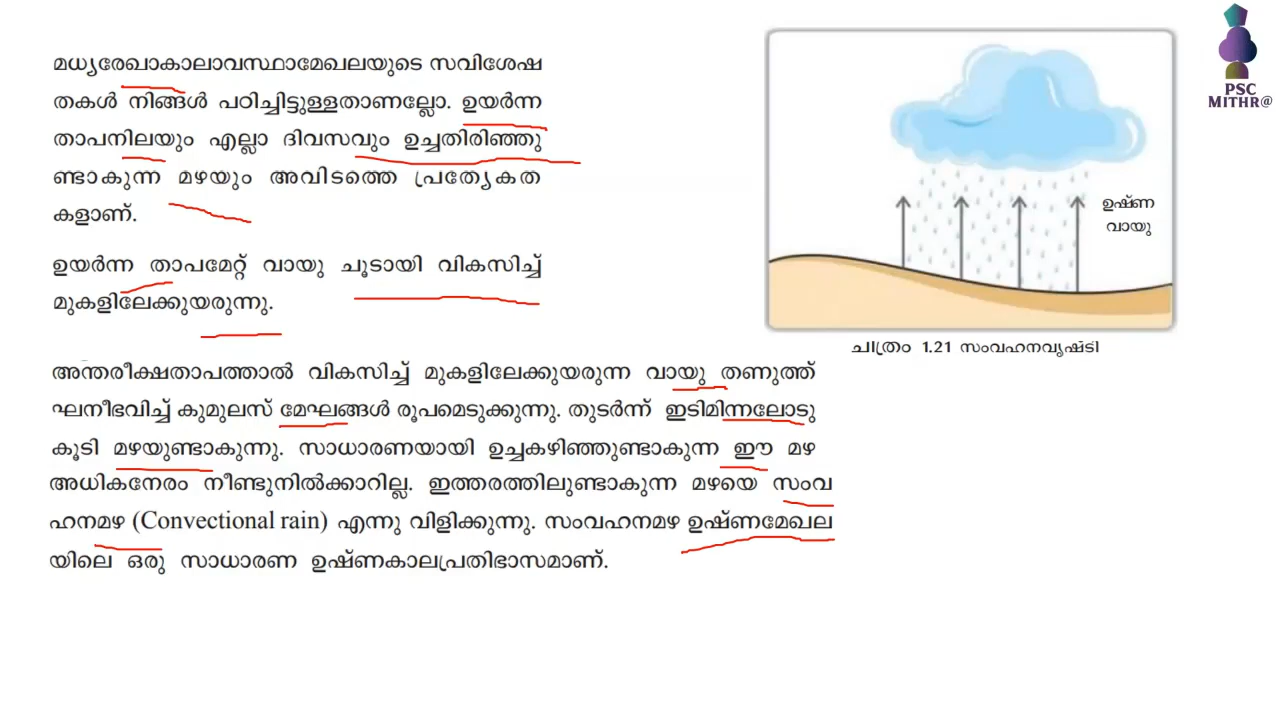 മധ്യരേഖാകാലാവസ്ഥാമേഖലയുടെ സവിശേഷ
തകൾ നിങ്ങൾ പഠിച്ചിട്ടുള്ളതാണല്ലോ. ഉയർന്ന
താപനിലയും എല്ലാ ദിവസവും ഉച്ചതിരിഞ്ഞു
ണ്ടാകുന്ന മഴയും അവിടത്തെ പ്രത്യേകത
കളാണ്.
ഉയർന്ന താപമേറ്റ് വായു ചൂടായി വികസിച്ച്
മുകളിലേക്കുയരുന്നു.
അന്തരീക്ഷതാപത്താൽ വികസിച്ച് മുകളിലേക്കുയരുന്ന വായു തണുത്ത്
ഘനീഭവിച്ച് കുമുലസ് മേഘങ്ങൾ രൂപമെടുക്കുന്നു. തുടർന്ന് ഇടിമിന്നലോടു
കൂടി മഴയുണ്ടാകുന്നു. സാധാരണയായി ഉച്ചകഴിഞ്ഞുണ്ടാകുന്ന ഈ മഴ
അധികനേരം നീണ്ടുനിൽക്കാറില്ല. ഇത്തരത്തിലുണ്ടാകുന്ന മഴയെ സംവ
ഹനമഴ (Convectional rain) എന്നു വിളിക്കുന്നു. സംവഹനമഴ ഉഷ്ണമേഖല
യിലെ ഒരു സാധാരണ ഉഷ്ണകാലപ്രതിഭാസമാണ്.
ഉഷ്ണ
വായു
ചിത്രം 1.21 സംവഹനവൃഷ്ടി
PSC
MITHR@